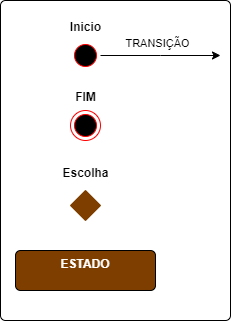 Inicio
TRANSIÇÃO
FIM
Escolha
ESTADO